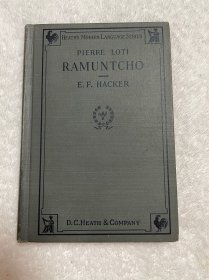 HEATH'S MODERN LANGUAGE SERIES
PIERRE LOTI
RAMUNTCHO
E. F. HACKER
D. C. HEATH & COMPANY